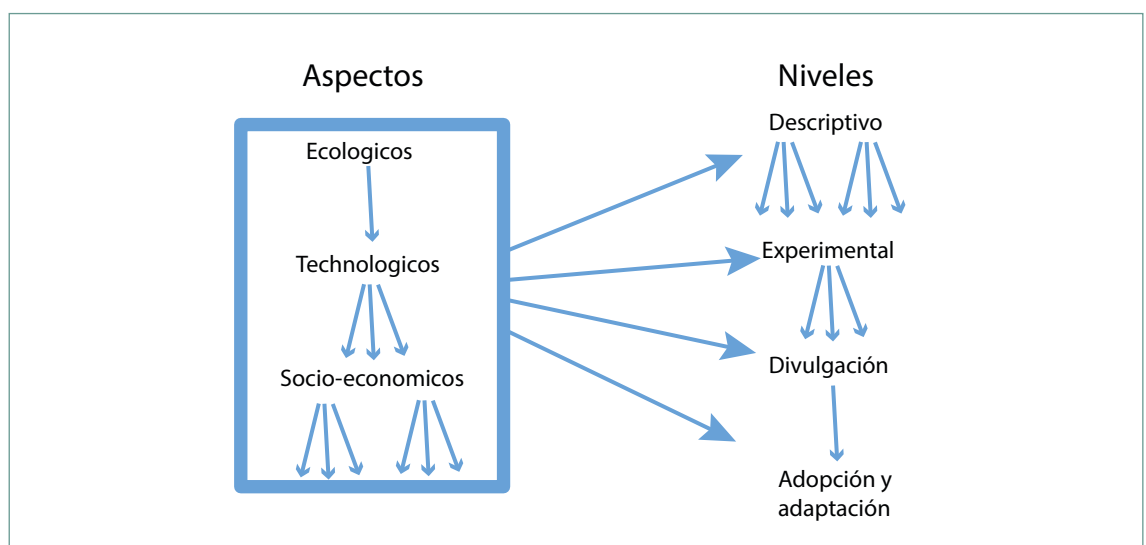 Aspectos
Ecologicos
Technologicos
Socio-economicos
Niveles
Descriptivo
Experimental
Divulgación
Adopción y
adaptación